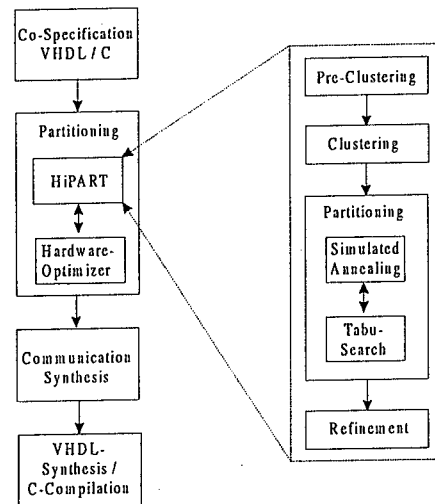 Co-Specification
VHDL / C
Partitioning
HiPART
Hardware-
Optimizer
Communication
Synthesis
VHDL-
Synthesis /
C-Compilation
Pre-Clustering
Clustering
Partitioning
Simulated
Annealing
Tabu-
Search
Refinement